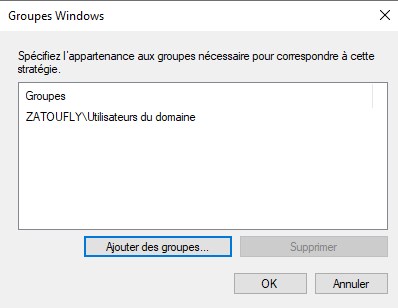 Groupes Windows
Spécifiez l'appartenance aux groupes nécessaire pour correspondre à cette
stratégie.
Groupes
ZATOUFLY\Utilisateurs du domaine
Ajouter des groupes...
Supprimer
OK
Annuler